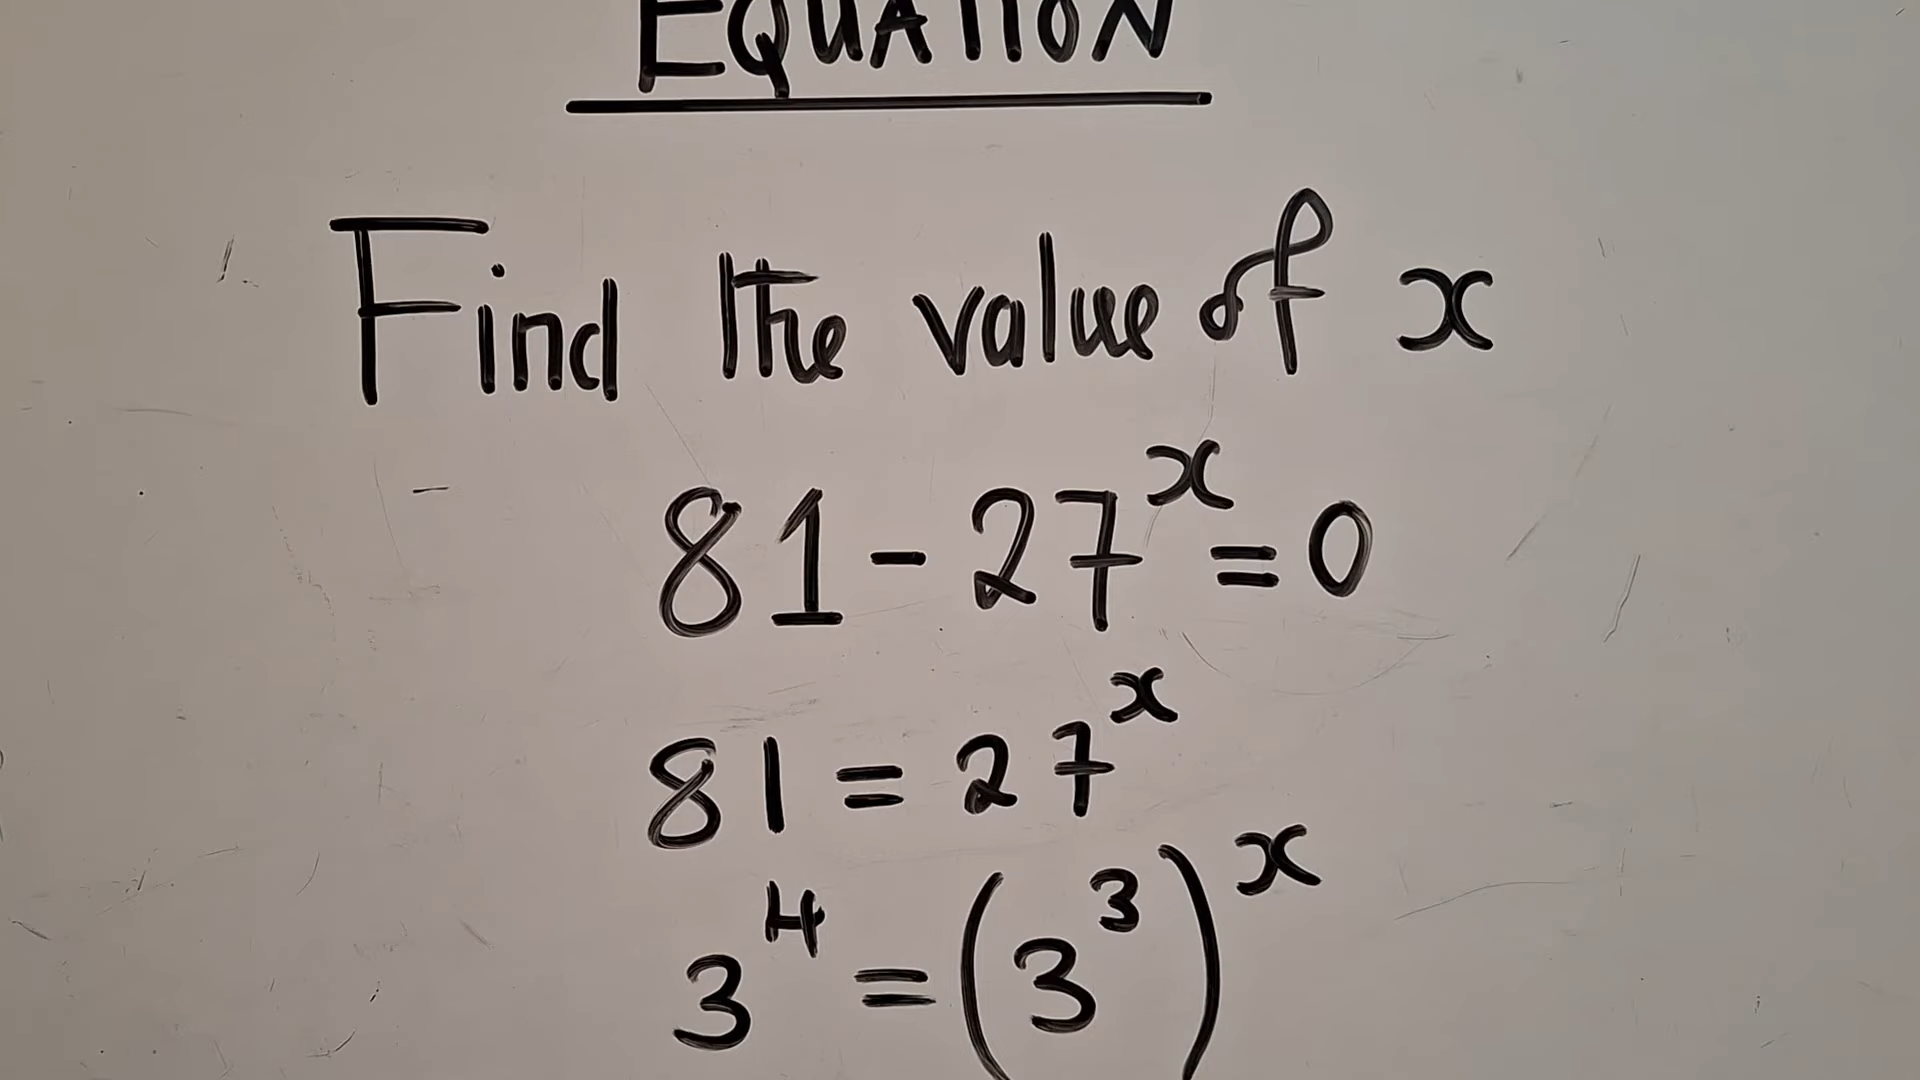 EQUATION
Find the value of x
81 - 27^x = 0
81 = 27^x
3^4 = (3^3)^x